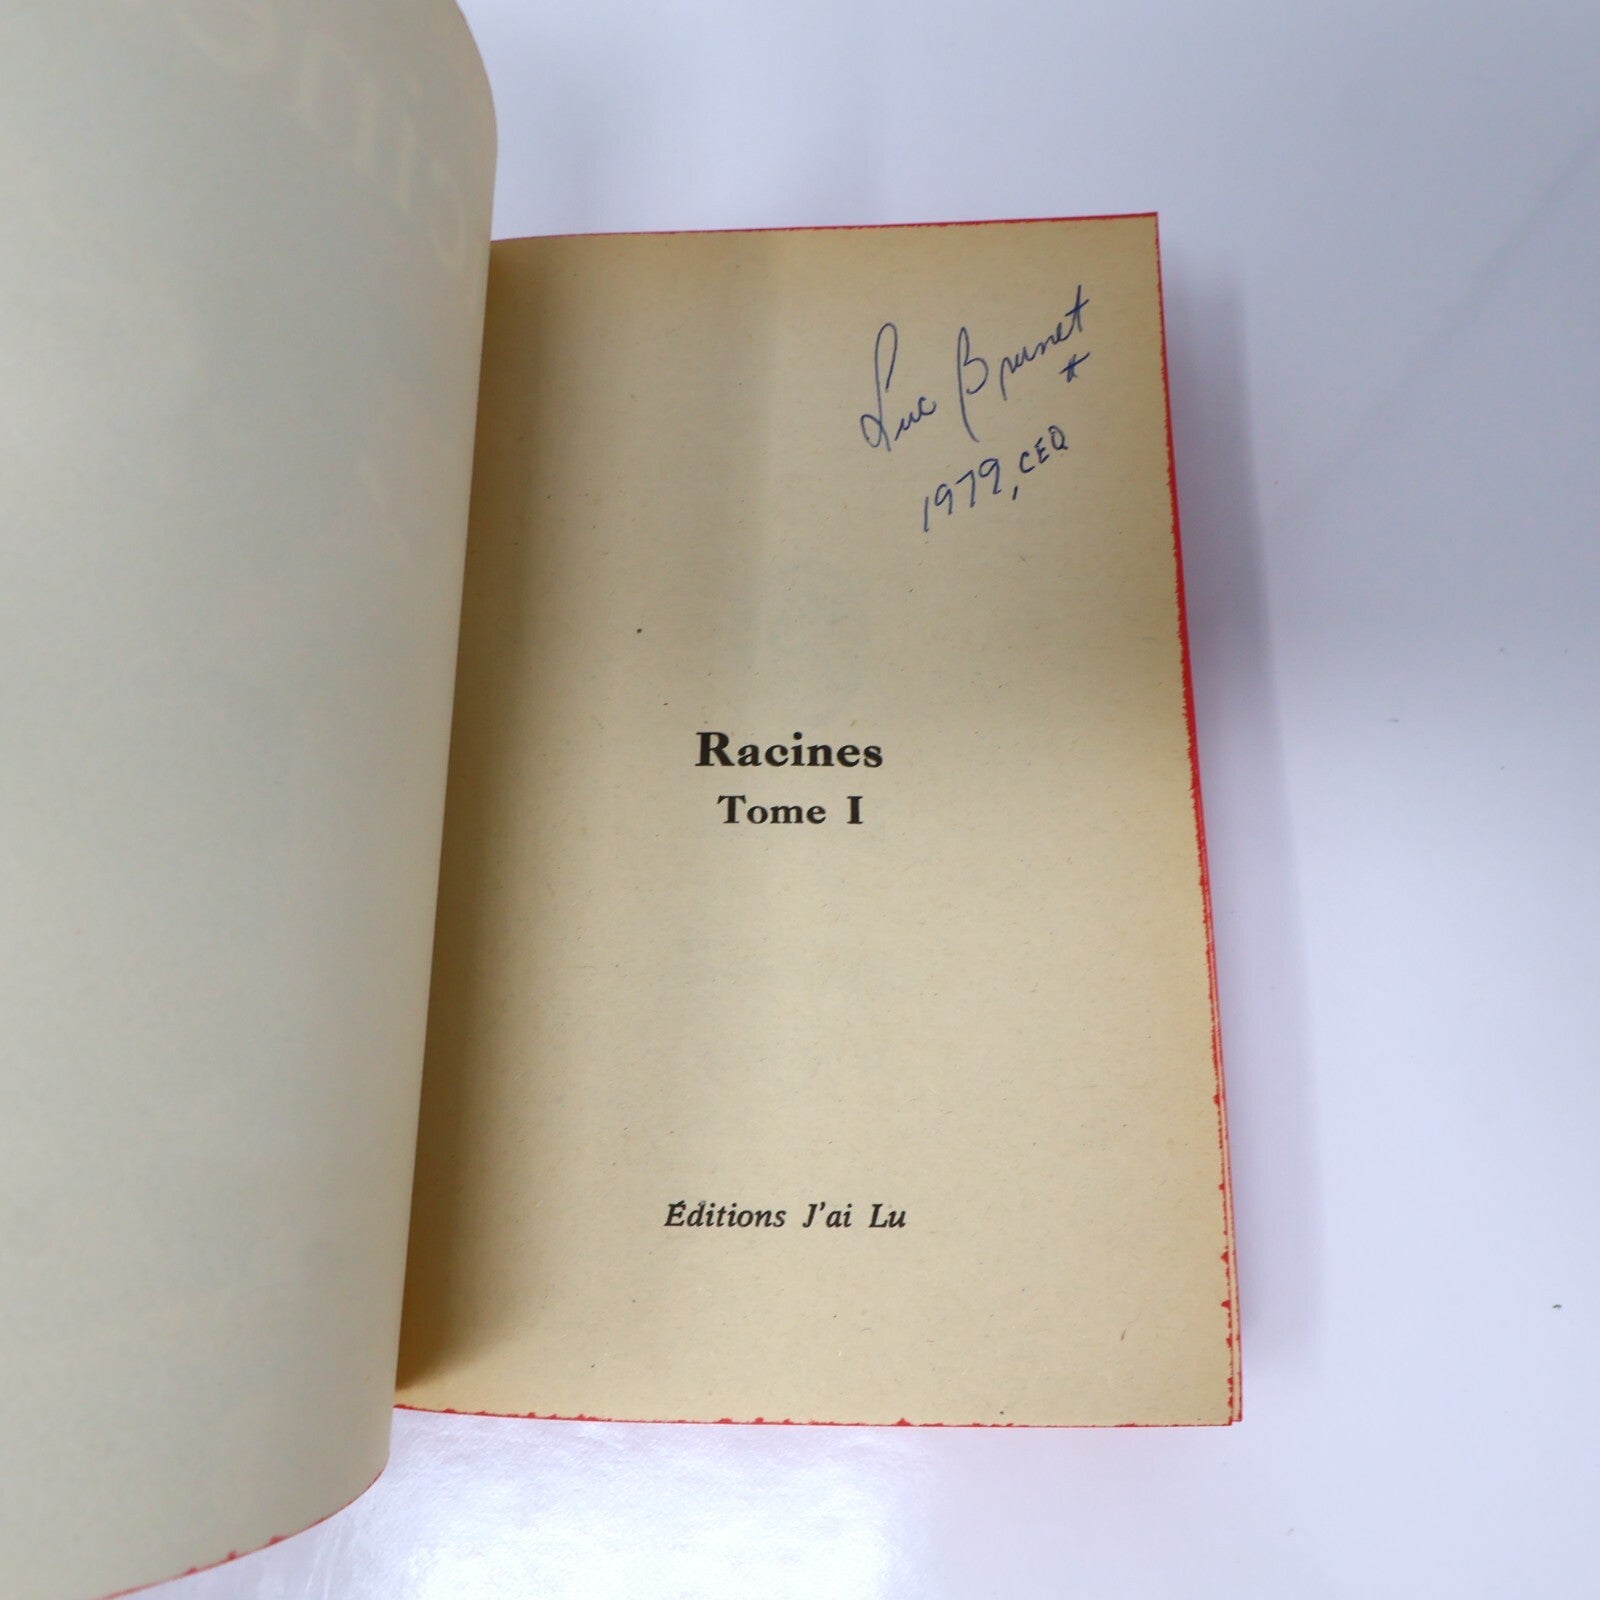 Luc Brunet
1979, CEQ
Racines
Tome I
Éditions J'ai Lu